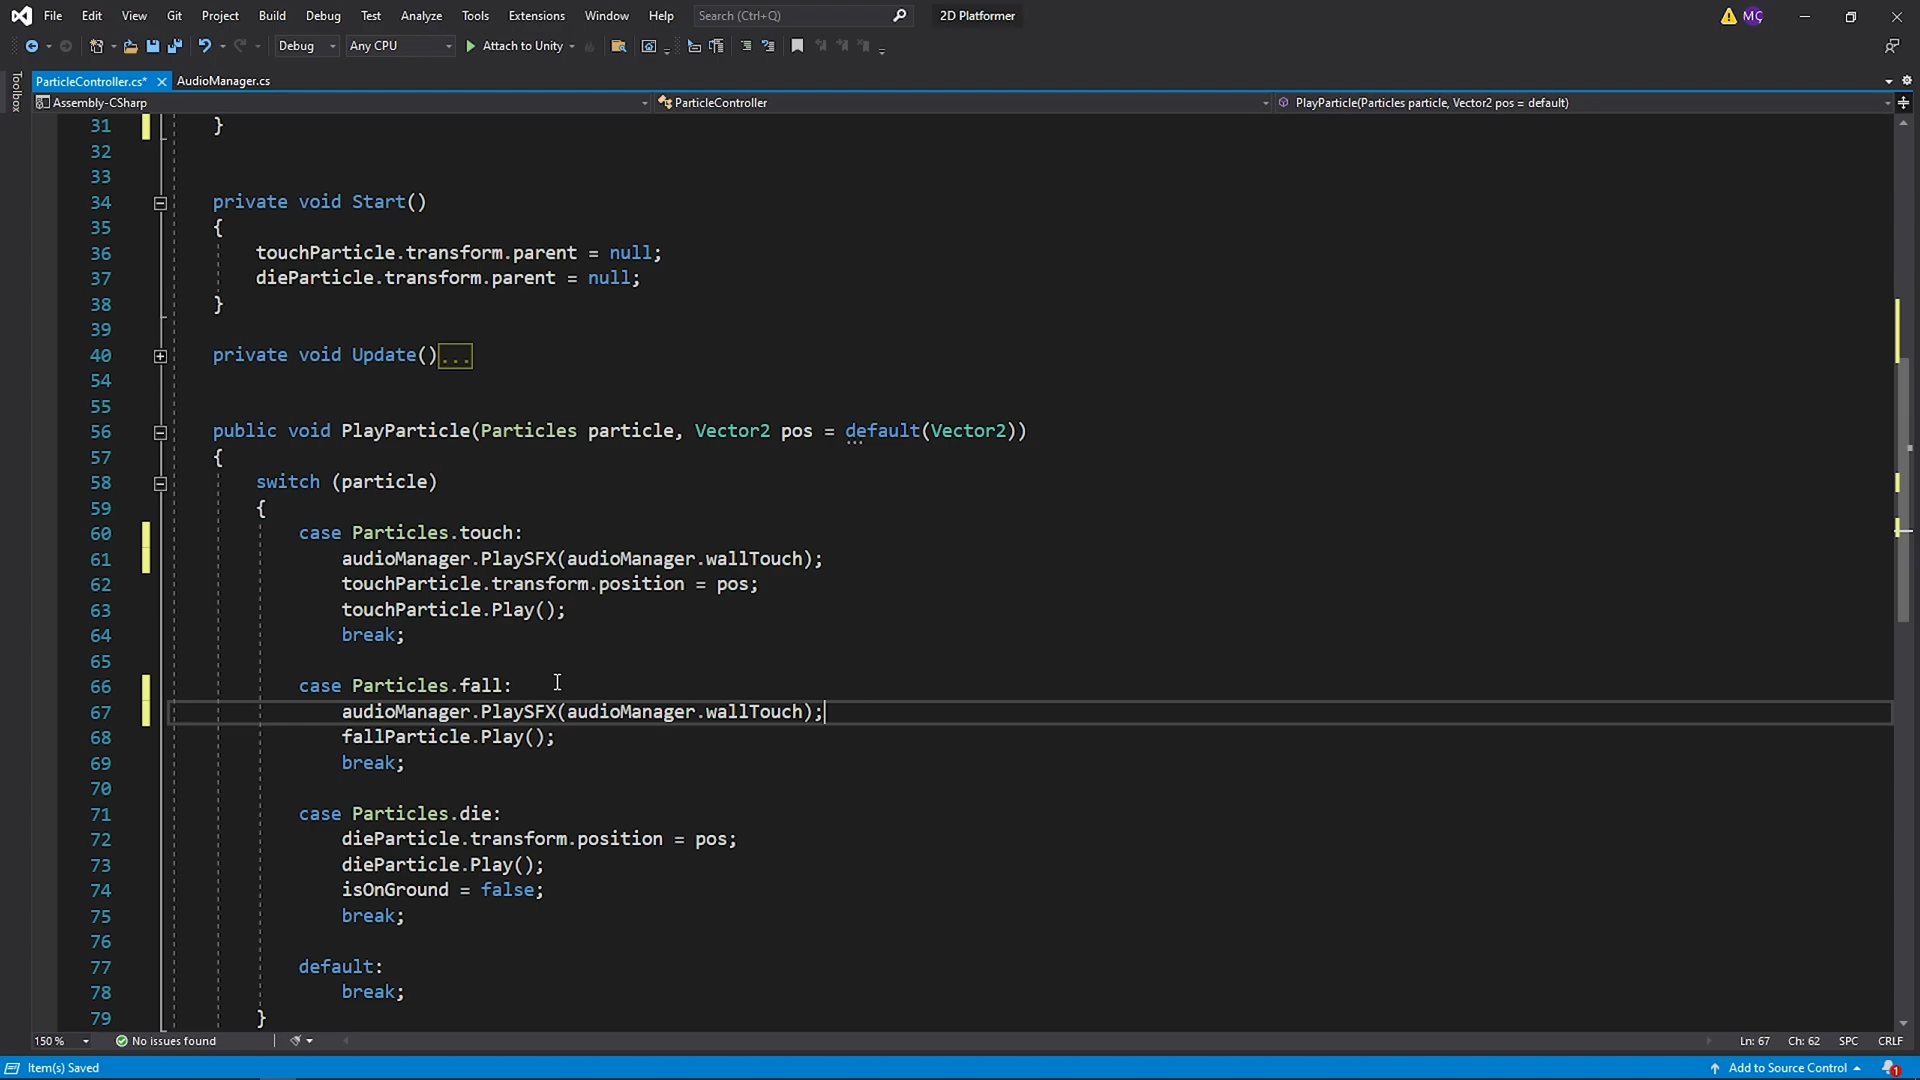 File Edit View Git Project Build Debug Test Analyze Tools Extensions Window Help Search (Ctrl+Q) 2D Platformer MÇ
Debug Any CPU Attach to Unity
Toolbox
ParticleController.cs* AudioManager.cs
Assembly-CSharp ParticleController PlayParticle(Particles particle, Vector2 pos = default)
31 }
32
33
34 private void Start()
35 {
36 touchParticle.transform.parent = null;
37 dieParticle.transform.parent = null;
38 }
39
40 private void Update()...
54
55
56 public void PlayParticle(Particles particle, Vector2 pos = default(Vector2))
57 {
58 switch (particle)
59 {
60 case Particles.touch:
61 audioManager.PlaySFX(audioManager.wallTouch);
62 touchParticle.transform.position = pos;
63 touchParticle.Play();
64 break;
65
66 case Particles.fall:
67 audioManager.PlaySFX(audioManager.wallTouch);
68 fallParticle.Play();
69 break;
70
71 case Particles.die:
72 dieParticle.transform.position = pos;
73 dieParticle.Play();
74 isOnGround = false;
75 break;
76
77 default:
78 break;
79 }
150 % No issues found Ln: 67 Ch: 62 SPC CRLF
Item(s) Saved Add to Source Control 1